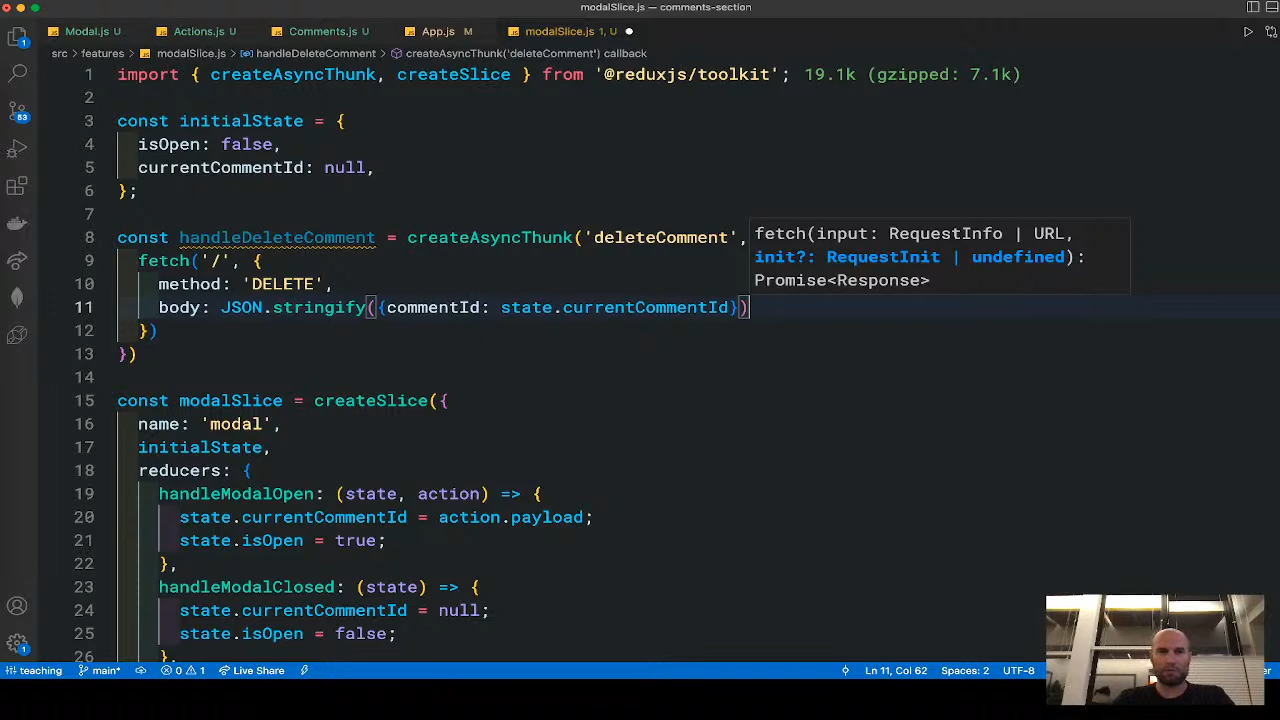 modalSlice.js — comments-section
Modal.js U Actions.js U Comments.js U App.js M modalSlice.js 1, U
src › features › modalSlice.js › handleDeleteComment › createAsyncThunk('deleteComment') callback
1 import { createAsyncThunk, createSlice } from '@reduxjs/toolkit'; 19.1k (gzipped: 7.1k)
2
3 const initialState = {
4 isOpen: false,
5 currentCommentId: null,
6 };
7
8 const handleDeleteComment = createAsyncThunk('deleteComment',
9 fetch('/', {
10 method: 'DELETE',
11 body: JSON.stringify({commentId: state.currentCommentId})
12 })
13 })
14
15 const modalSlice = createSlice({
16 name: 'modal',
17 initialState,
18 reducers: {
19 handleModalOpen: (state, action) => {
20 state.currentCommentId = action.payload;
21 state.isOpen = true;
22 },
23 handleModalClosed: (state) => {
24 state.currentCommentId = null;
25 state.isOpen = false;
26 },
fetch(input: RequestInfo | URL,
init?: RequestInit | undefined):
Promise<Response>
1
53
1
teaching main* 0 1 Live Share Ln 11, Col 62 Spaces: 2 UTF-8